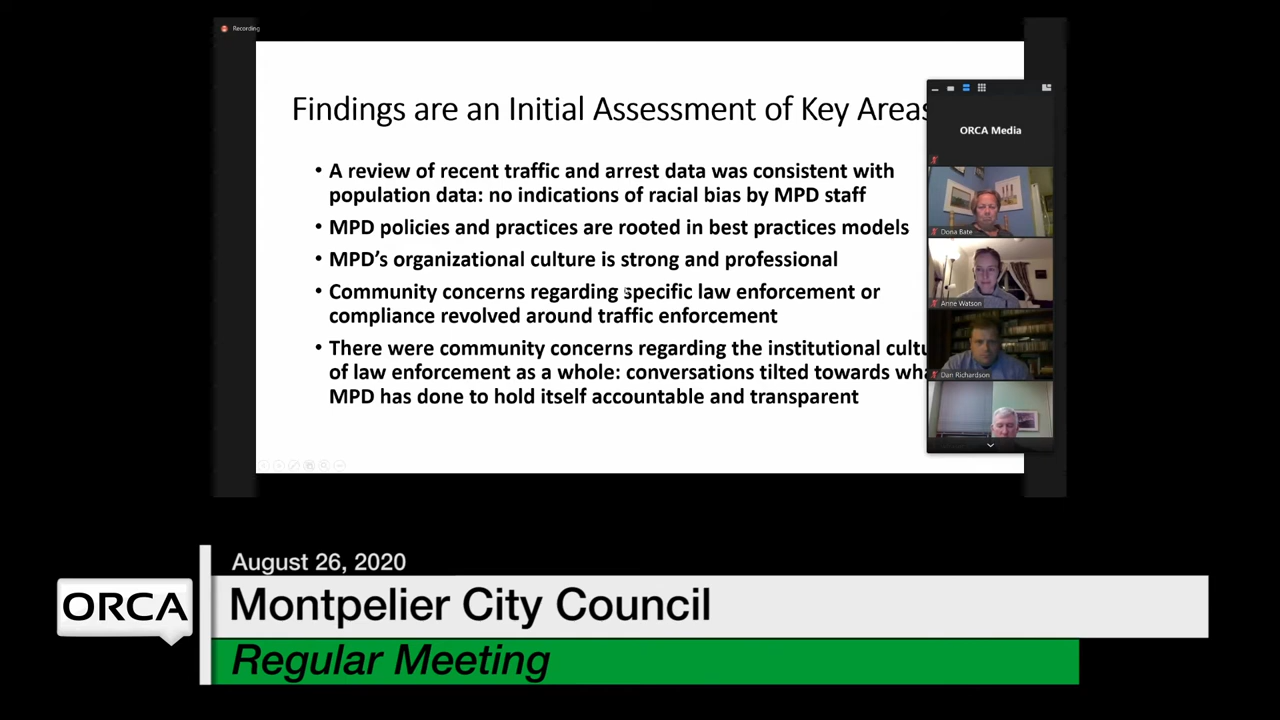 Recording
Findings are an Initial Assessment of Key Areas
ORCA Media
• A review of recent traffic and arrest data was consistent with
population data: no indications of racial bias by MPD staff
• MPD policies and practices are rooted in best practices models
• MPD's organizational culture is strong and professional
• Community concerns regarding specific law enforcement or
compliance revolved around traffic enforcement
• There were community concerns regarding the institutional cultu
of law enforcement as a whole: conversations tilted towards wha
MPD has done to hold itself accountable and transparent
Dona Bate
Anne Watson
Dan Richardson
August 26, 2020
ORCA
Montpelier City Council
Regular Meeting